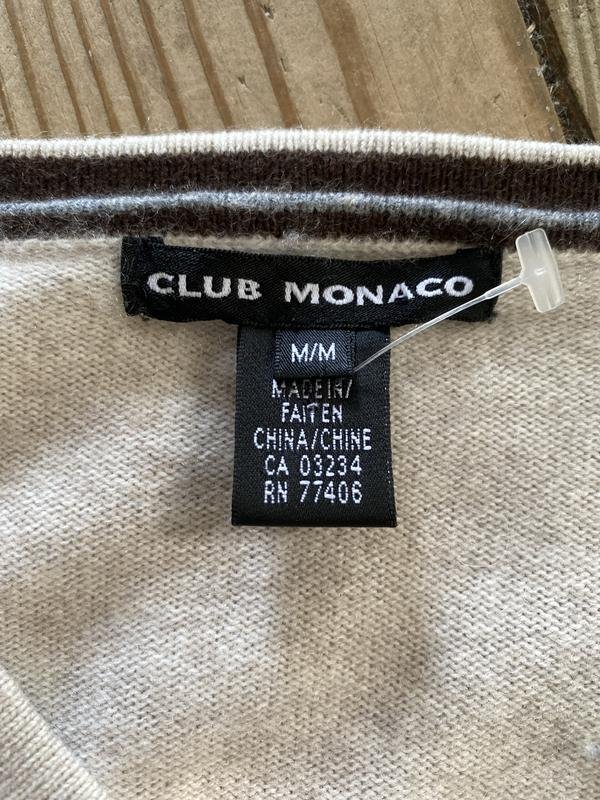 CLUB MONACO
M/M
MADE IN/
FAIT EN
CHINA/CHINE
CA 03234
RN 77406